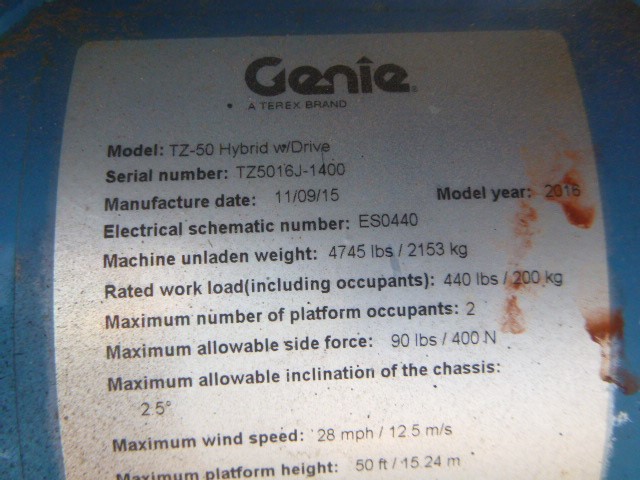 Genie
A TEREX BRAND
Model: TZ-50 Hybrid w/Drive
Serial number: TZ5016J-1400
Manufacture date: 11/09/15 Model year: 2016
Electrical schematic number: ES0440
Machine unladen weight: 4745 lbs / 2153 kg
Rated work load(including occupants): 440 lbs / 200 kg
Maximum number of platform occupants: 2
Maximum allowable side force: 90 lbs / 400 N
Maximum allowable inclination of the chassis:
2.5°
Maximum wind speed: 28 mph / 12.5 m/s
Maximum platform height: 50 ft / 15.24 m